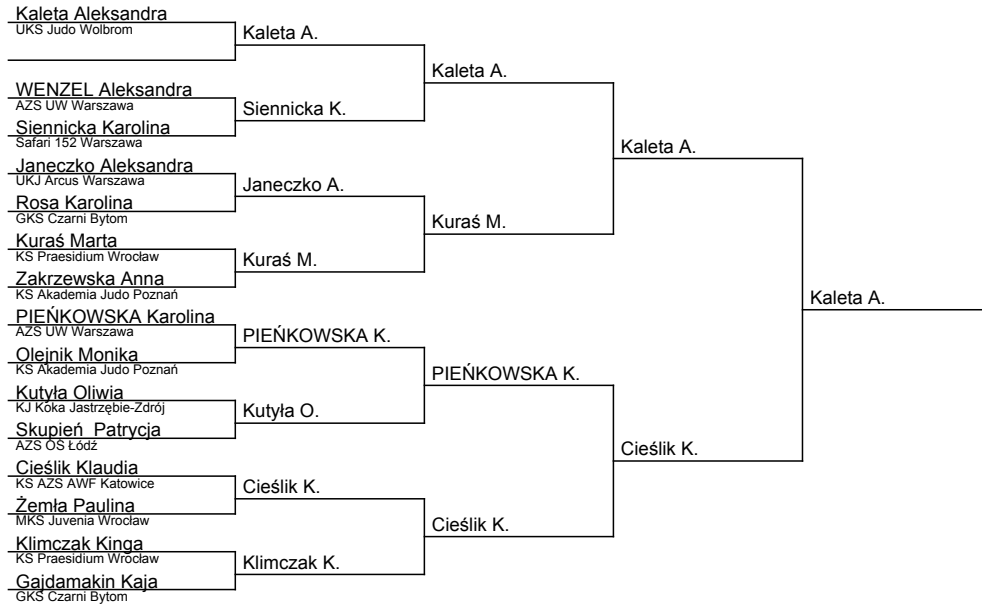 Kaleta Aleksandra
UKS Judo Wolbrom
WENZEL Aleksandra
AZS UW Warszawa
Siennicka Karolina
Safari 152 Warszawa
Janeczko Aleksandra
UKJ Arcus Warszawa
Rosa Karolina
GKS Czarni Bytom
Kuraś Marta
KS Praesidium Wrocław
Zakrzewska Anna
KS Akademia Judo Poznań
PIEŃKOWSKA Karolina
AZS UW Warszawa
Olejnik Monika
KS Akademia Judo Poznań
Kutyła Oliwia
KJ Koka Jastrzębie-Zdrój
Skupień  Patrycja
AZS OŚ Łódź
Cieślik Klaudia
KS AZS AWF Katowice
Żemła Paulina
MKS Juvenia Wrocław
Klimczak Kinga
KS Praesidium Wrocław
Gajdamakin Kaja
GKS Czarni Bytom
Kaleta A.
Siennicka K.
Janeczko A.
Kuraś M.
PIEŃKOWSKA K.
Kutyła O.
Cieślik K.
Klimczak K.
Kaleta A.
Kuraś M.
PIEŃKOWSKA K.
Cieślik K.
Kaleta A.
Cieślik K.
Kaleta A.